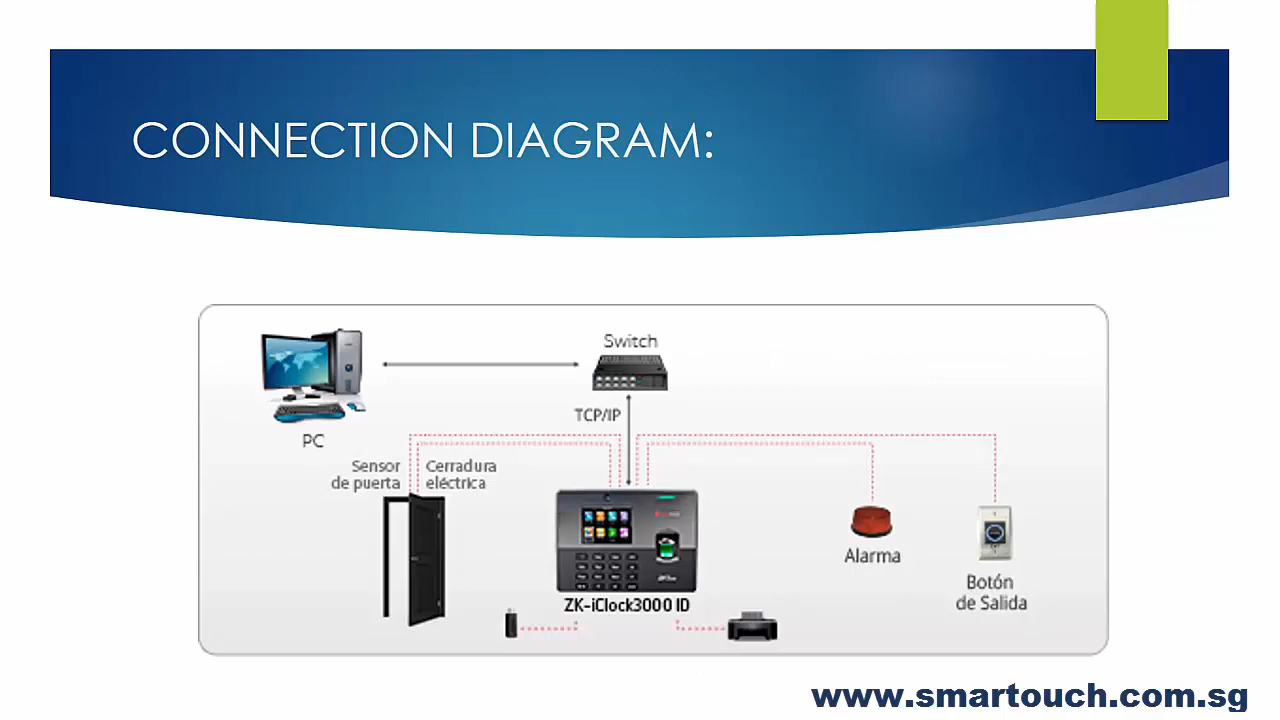 CONNECTION DIAGRAM:
Switch
TCP/IP
PC
Sensor
de puerta
Cerradura
eléctrica
Alarma
Botón
de Salida
ZK-iClock3000 ID
www.smartouch.com.sg